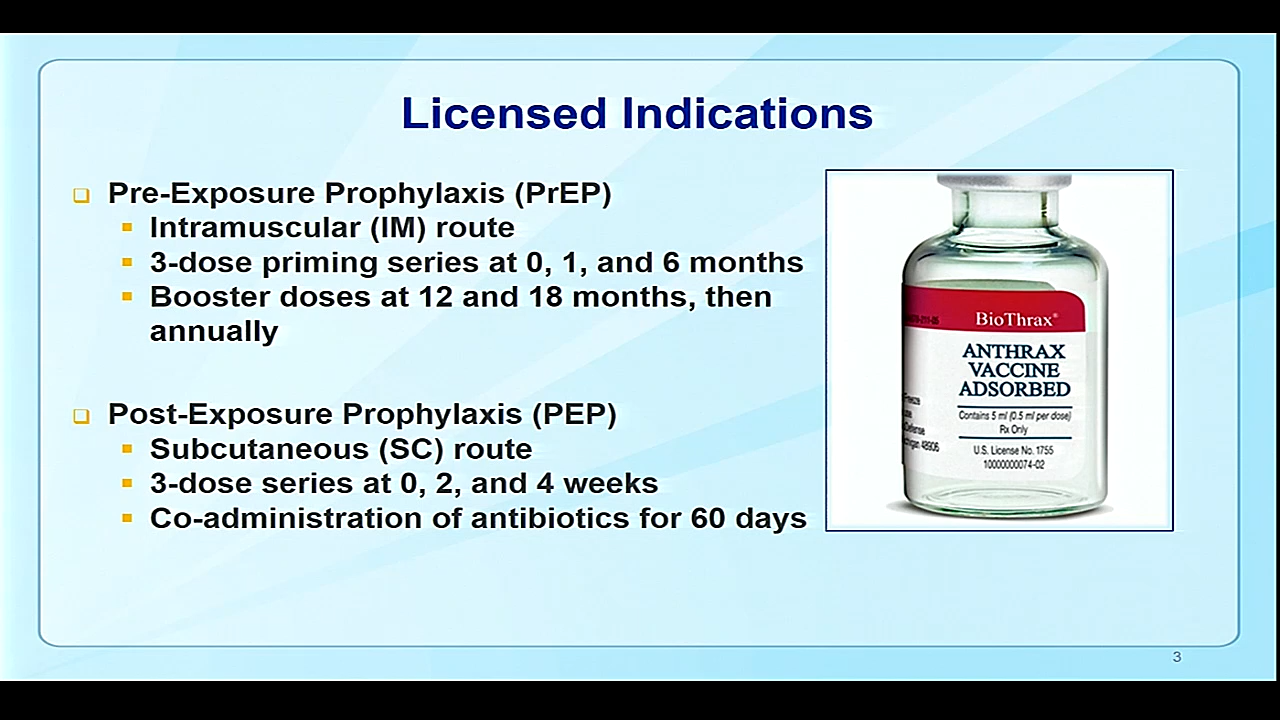 Licensed Indications
Pre-Exposure Prophylaxis (PrEP)
Intramuscular (IM) route
3-dose priming series at 0, 1, and 6 months
Booster doses at 12 and 18 months, then
annually
Post-Exposure Prophylaxis (PEP)
Subcutaneous (SC) route
3-dose series at 0, 2, and 4 weeks
Co-administration of antibiotics for 60 days
BioThrax®
ANTHRAX
VACCINE
ADSORBED
Contains 5 ml (0.5 ml per dose)
Rx Only
U.S. License No. 1755
10000000074-02
48906
3